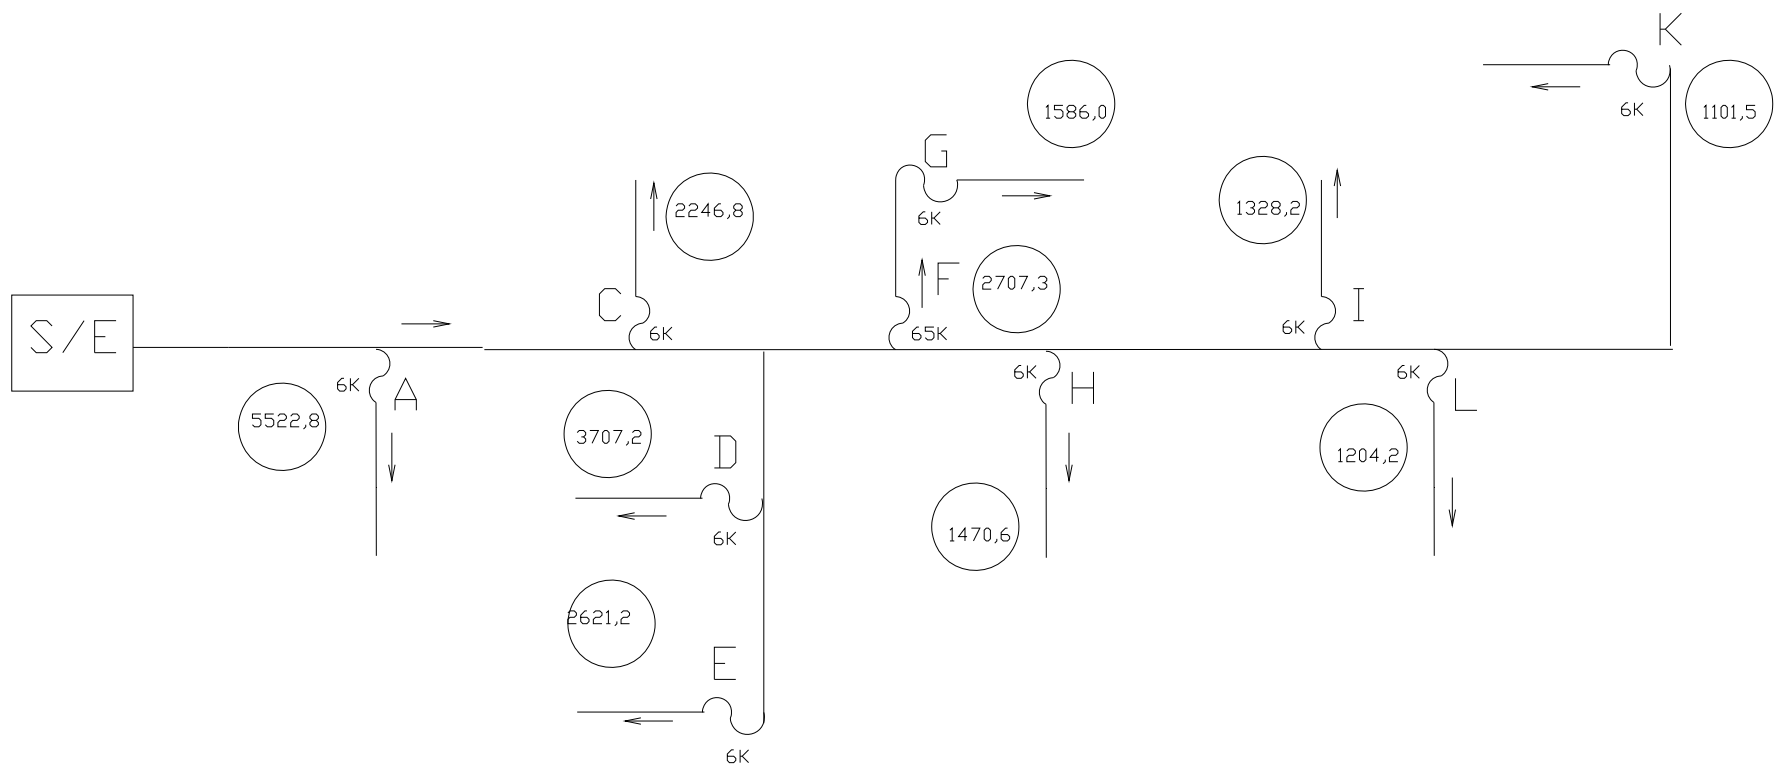 K
1586,0
6K
1101,5
G
2246,8
6K
1328,2
F
2707,3
C
I
S/E
6K
65K
6K
6K
A
6K
H
6K
L
5522,8
3707,2
D
1204,2
6K
1470,6
2621,2
E
6K